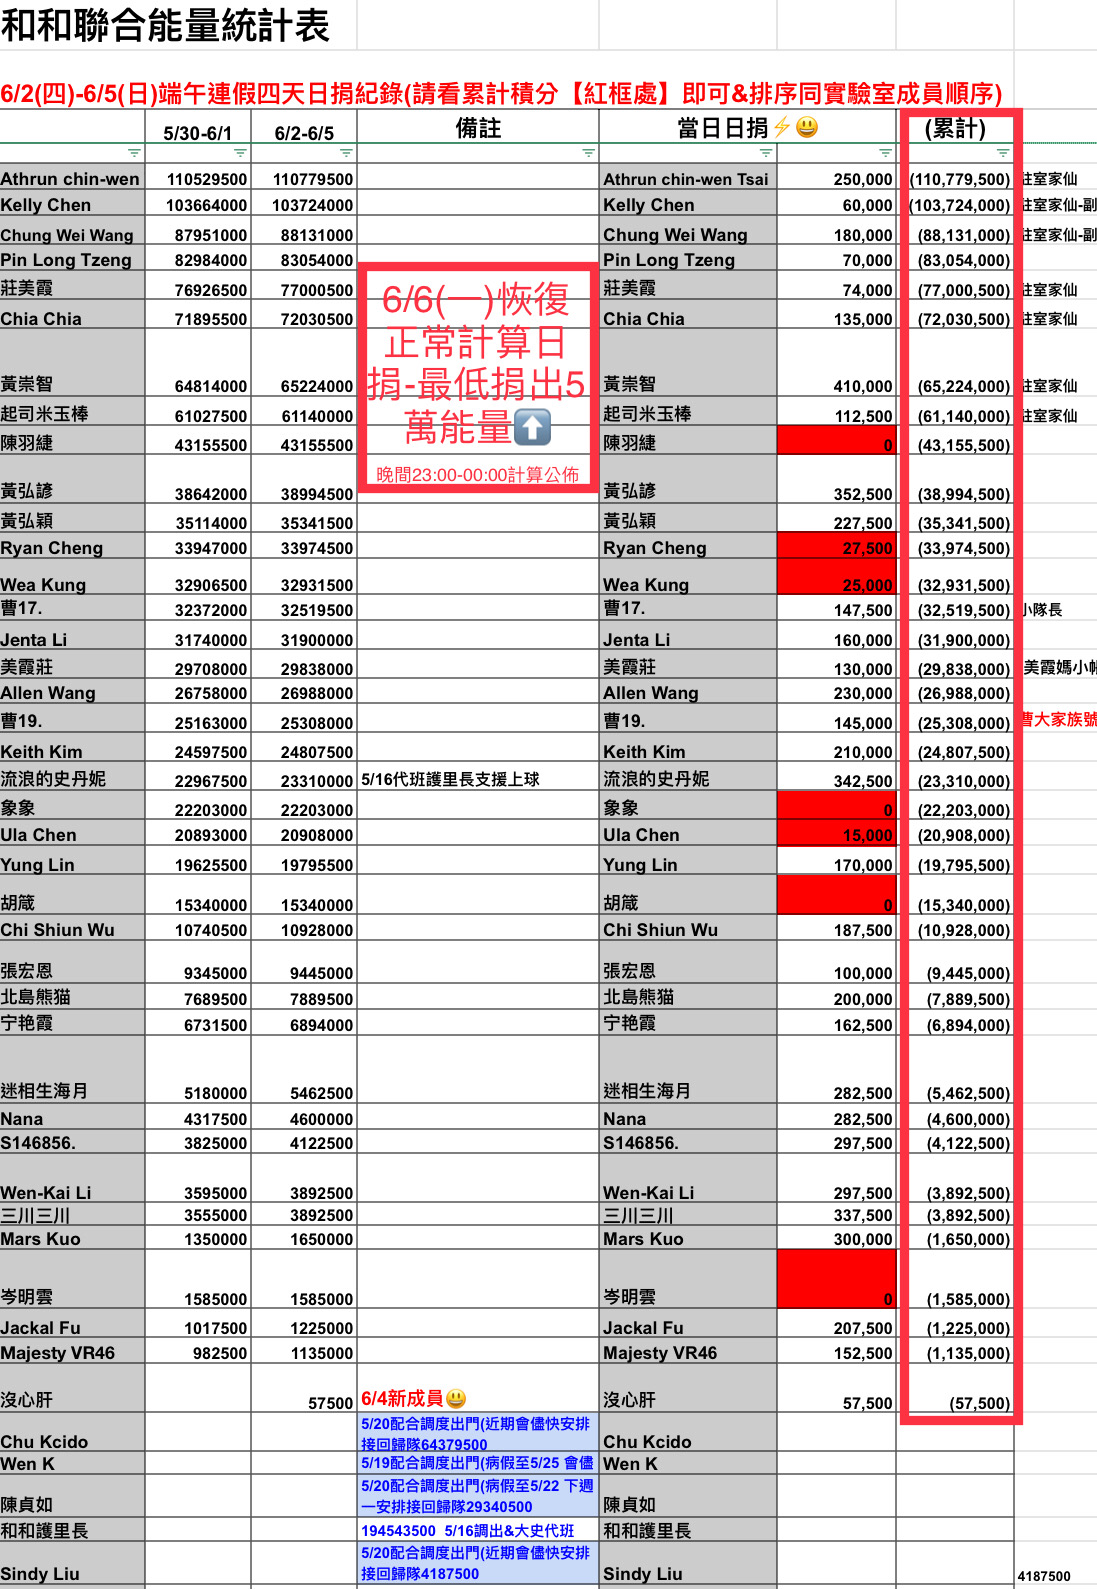 和和聯合能量統計表
6/2(四)-6/5(日)端午連假四天日捐紀錄(請看累計積分【紅框處】即可&排序同實驗室成員順序)
5/30-6/1 6/2-6/5 備註 當日日捐⚡😃 (累計)
Athrun chin-wen 110529500 110779500 Athrun chin-wen Tsai 250,000 (110,779,500) 駐室家仙
Kelly Chen 103664000 103724000 Kelly Chen 60,000 (103,724,000) 駐室家仙-副
Chung Wei Wang 87951000 88131000 Chung Wei Wang 180,000 (88,131,000) 駐室家仙-副
Pin Long Tzeng 82984000 83054000 Pin Long Tzeng 70,000 (83,054,000)
莊美霞 76926500 77000500 莊美霞 74,000 (77,000,500) 駐室家仙
Chia Chia 71895500 72030500 Chia Chia 135,000 (72,030,500) 駐室家仙
6/6(一)恢復
正常計算日
捐-最低捐出5
萬能量⬆️
晚間23:00-00:00計算公佈
黃崇智 64814000 65224000 黃崇智 410,000 (65,224,000) 駐室家仙
起司米玉棒 61027500 61140000 起司米玉棒 112,500 (61,140,000) 駐室家仙
陳羽緁 43155500 43155500 陳羽緁 0 (43,155,500)
黃弘諺 38642000 38994500 黃弘諺 352,500 (38,994,500)
黃弘穎 35114000 35341500 黃弘穎 227,500 (35,341,500)
Ryan Cheng 33947000 33974500 Ryan Cheng 27,500 (33,974,500)
Wea Kung 32906500 32931500 Wea Kung 25,000 (32,931,500)
曹17. 32372000 32519500 曹17. 147,500 (32,519,500) 小隊長
Jenta Li 31740000 31900000 Jenta Li 160,000 (31,900,000)
美霞莊 29708000 29838000 美霞莊 130,000 (29,838,000) 美霞媽小帳
Allen Wang 26758000 26988000 Allen Wang 230,000 (26,988,000)
曹19. 25163000 25308000 曹19. 145,000 (25,308,000) 曹大家族號
Keith Kim 24597500 24807500 Keith Kim 210,000 (24,807,500)
流浪的史丹妮 22967500 23310000 5/16代班護里長支援上球 流浪的史丹妮 342,500 (23,310,000)
象象 22203000 22203000 象象 0 (22,203,000)
Ula Chen 20893000 20908000 Ula Chen 15,000 (20,908,000)
Yung Lin 19625500 19795500 Yung Lin 170,000 (19,795,500)
胡箴 15340000 15340000 胡箴 0 (15,340,000)
Chi Shiun Wu 10740500 10928000 Chi Shiun Wu 187,500 (10,928,000)
張宏恩 9345000 9445000 張宏恩 100,000 (9,445,000)
北島熊猫 7689500 7889500 北島熊猫 200,000 (7,889,500)
宁艳霞 6731500 6894000 宁艳霞 162,500 (6,894,000)
迷相生海月 5180000 5462500 迷相生海月 282,500 (5,462,500)
Nana 4317500 4600000 Nana 282,500 (4,600,000)
S146856. 3825000 4122500 S146856. 297,500 (4,122,500)
Wen-Kai Li 3595000 3892500 Wen-Kai Li 297,500 (3,892,500)
三川三川 3555000 3892500 三川三川 337,500 (3,892,500)
Mars Kuo 1350000 1650000 Mars Kuo 300,000 (1,650,000)
岑明雲 1585000 1585000 岑明雲 0 (1,585,000)
Jackal Fu 1017500 1225000 Jackal Fu 207,500 (1,225,000)
Majesty VR46 982500 1135000 Majesty VR46 152,500 (1,135,000)
沒心肝 57500 6/4新成員😃 沒心肝 57,500 (57,500)
5/20配合調度出門(近期會儘快安排
Chu Kcido 接回歸隊64379500 Chu Kcido
Wen K 5/19配合調度出門(病假至5/25 會儘 Wen K
5/20配合調度出門(病假至5/22 下週
陳貞如 一安排接回歸隊29340500 陳貞如
和和護里長 194543500 5/16調出&大史代班 和和護里長
5/20配合調度出門(近期會儘快安排
Sindy Liu 接回歸隊4187500 Sindy Liu 4187500